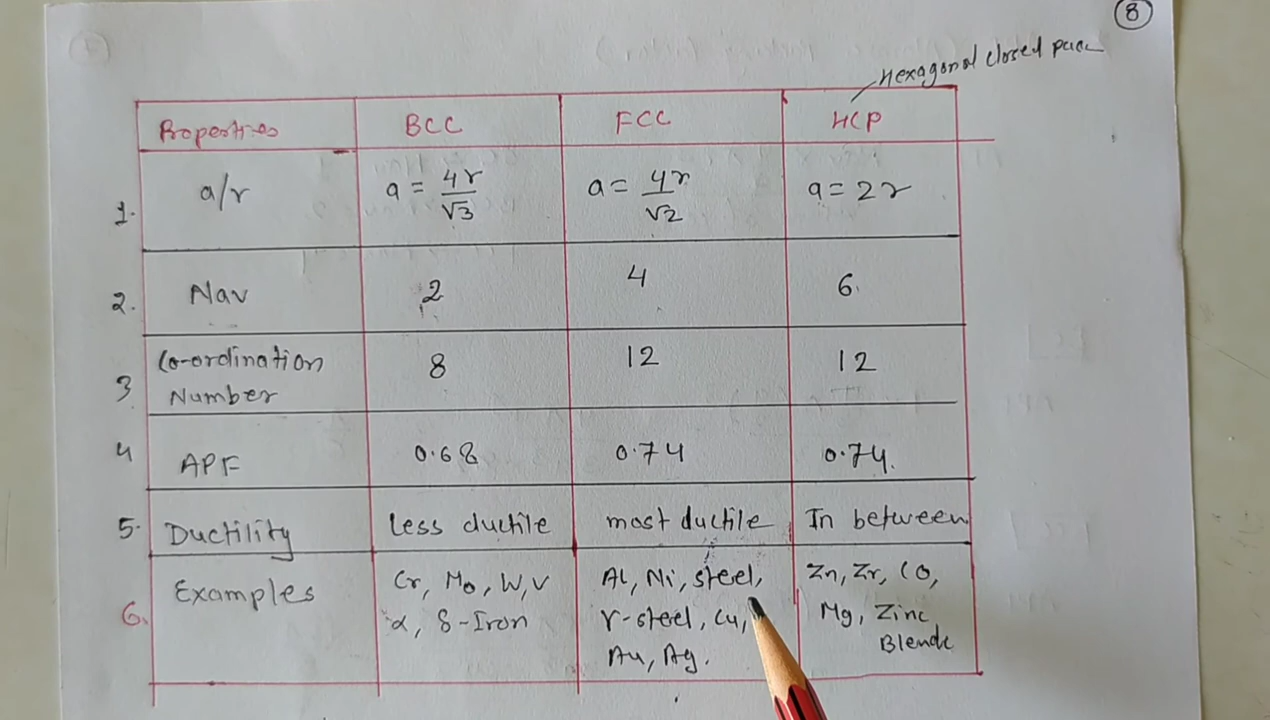 8
Hexagonal closed pac
Properties BCC FCC HCP
1. a/r a = 4r/√3 a = 4r/√2 a = 2r
2. Nav 2 4 6.
3 Co-ordination Number 8 12 12
4 APF 0.68 0.74 0.74.
5. Ductility Less ductile most ductile In between
6. Examples Cr, Mo, W, V Al, Ni, steel, Zn, Zr, CO,
α, δ-Iron γ-steel, Cu, Mg, Zinc
Au, Ag. Blende